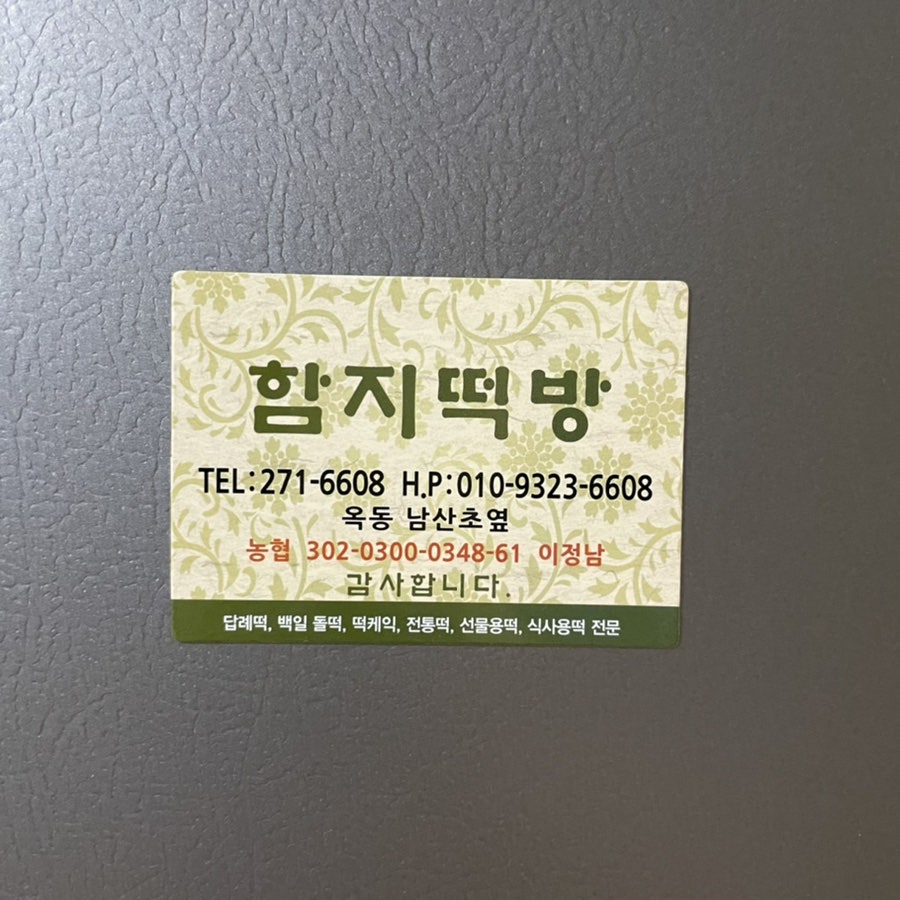 함지떡방
TEL:271-6608 H.P:010-9323-6608
옥동 남산초옆
농협 302-0300-0348-61 이정남
감사합니다.
답례떡, 백일 돌떡, 떡케익, 전통떡, 선물용떡, 식사용떡 전문